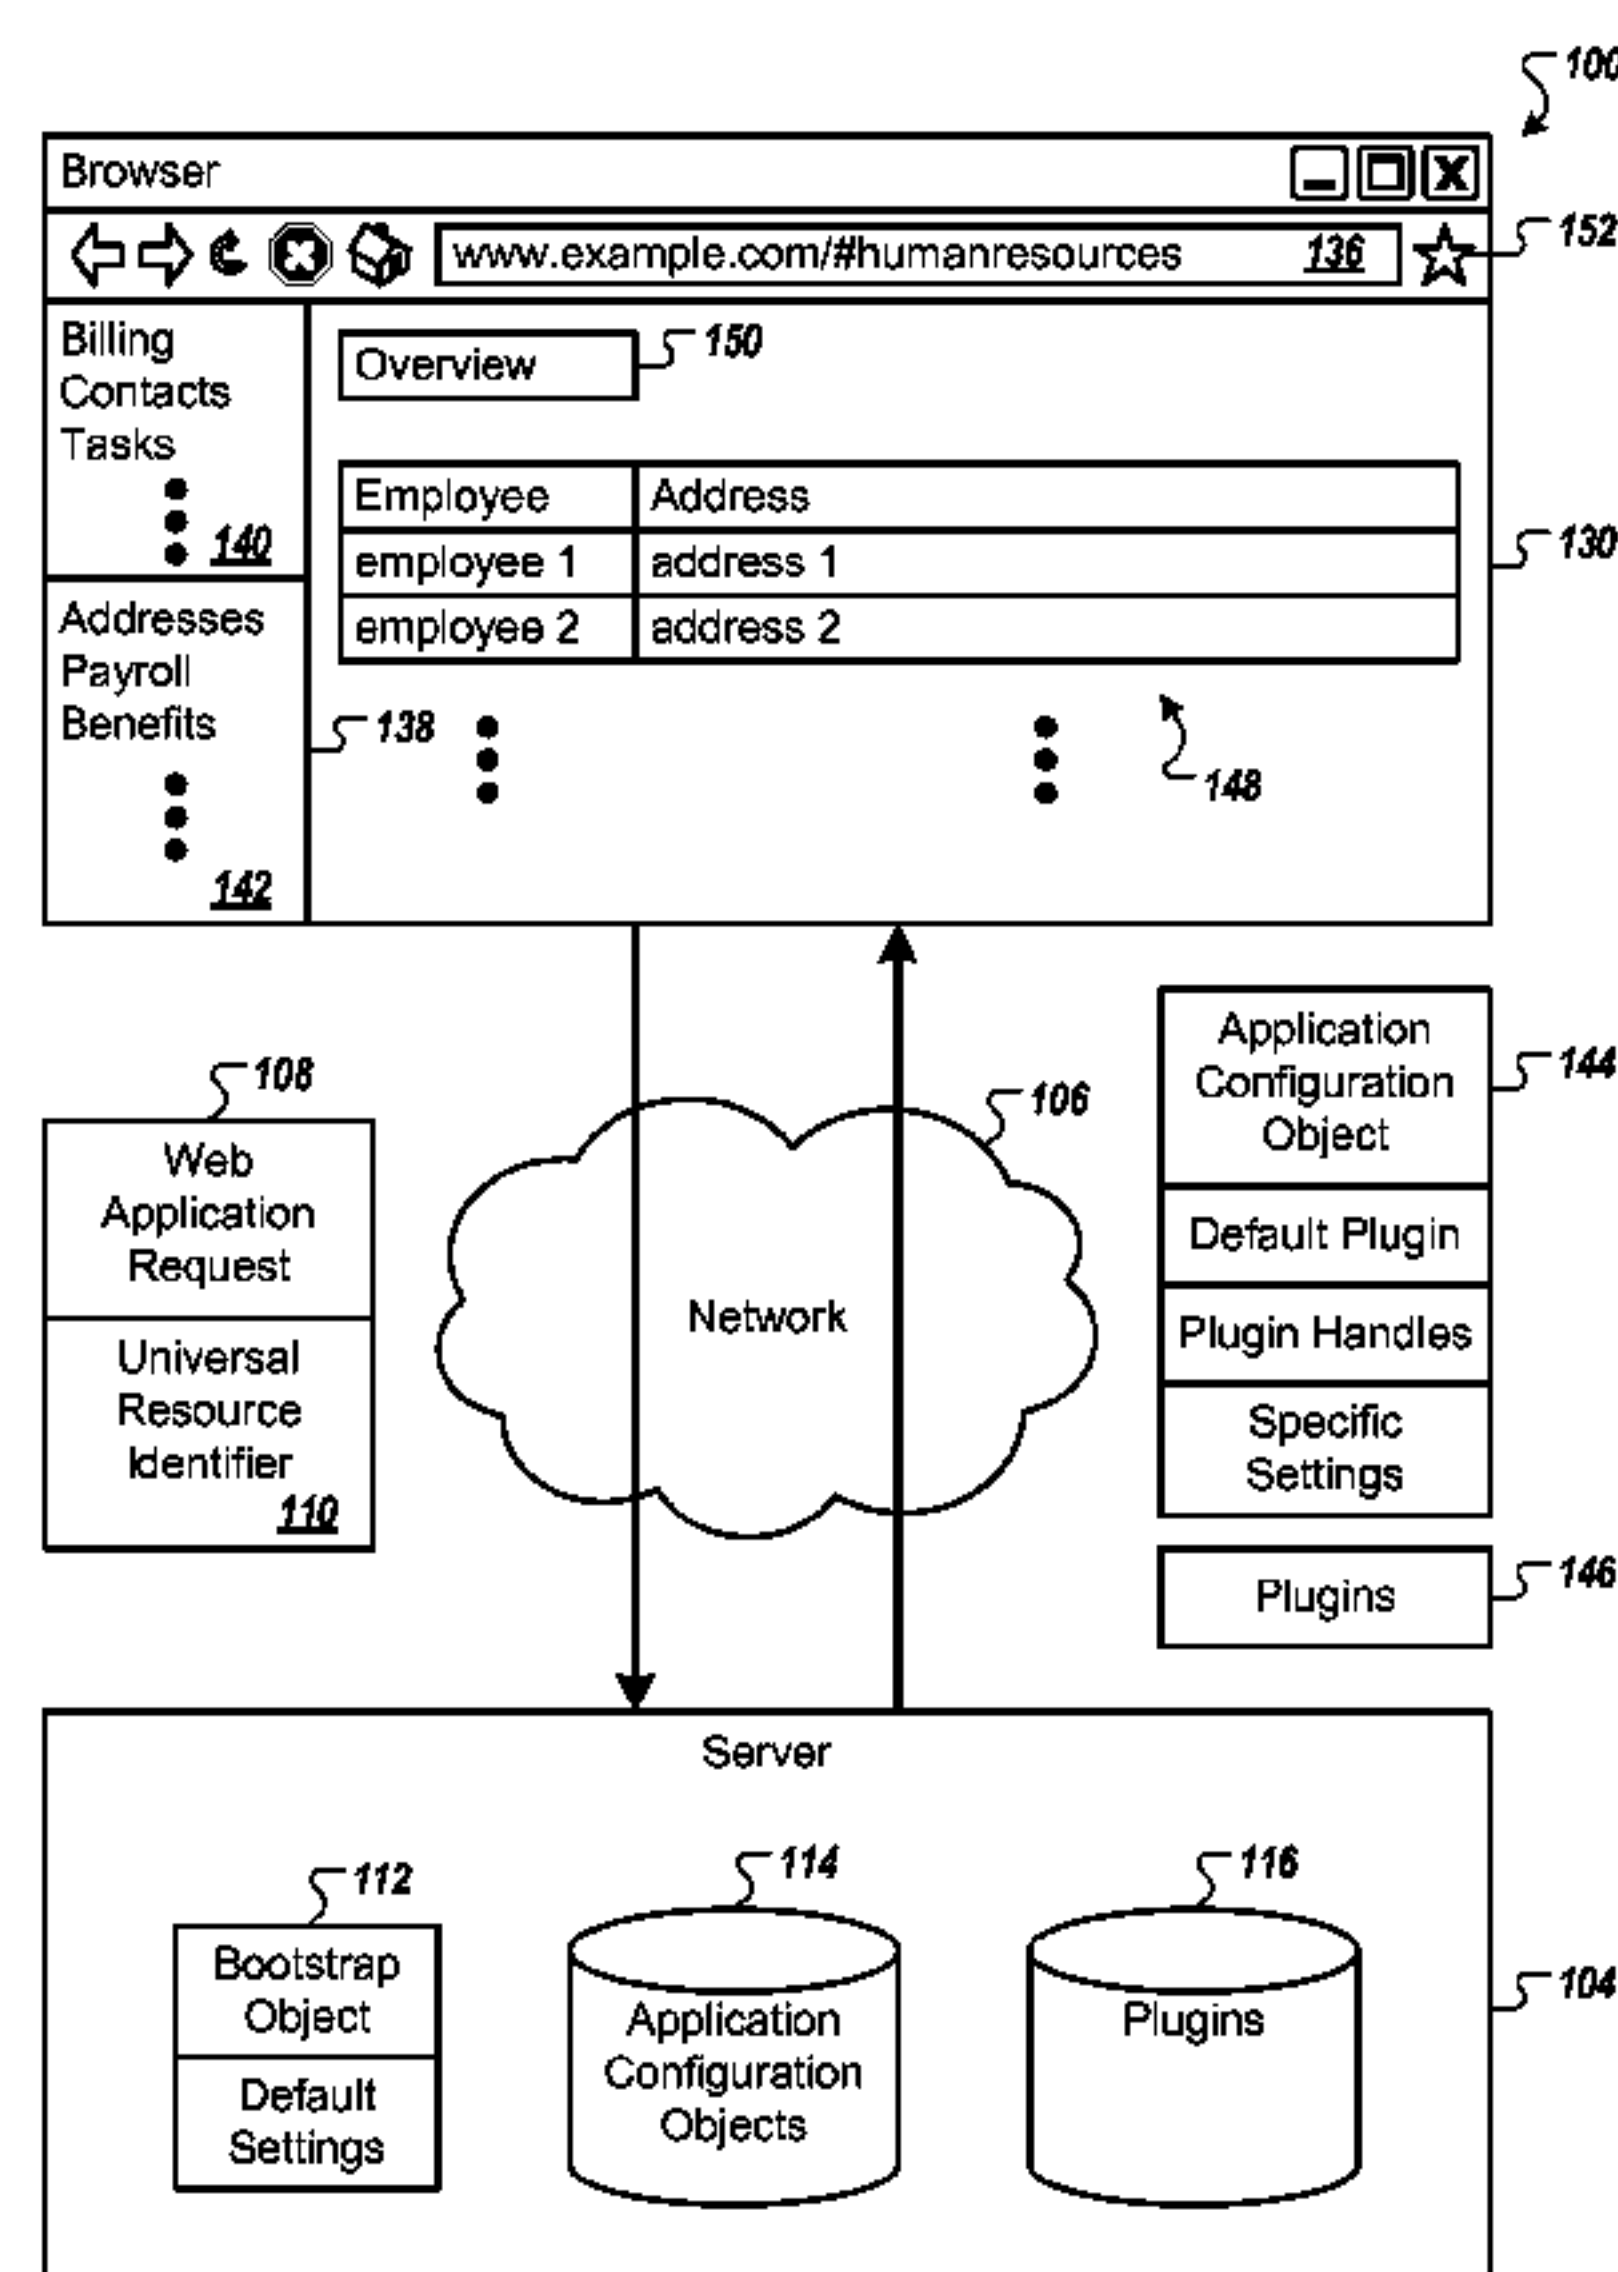 100
Browser
www.example.com/#humanresources 136
152
Billing
Contacts
Tasks
140
Overview
150
Employee Address
employee 1 address 1
employee 2 address 2
130
Addresses
Payroll
Benefits
142
138
148
108
Web
Application
Request
Universal
Resource
Identifier
110
106
Network
Application
Configuration
Object
144
Default Plugin
Plugin Handles
Specific
Settings
Plugins
146
Server
112
Bootstrap
Object
Default
Settings
114
Application
Configuration
Objects
116
Plugins
104